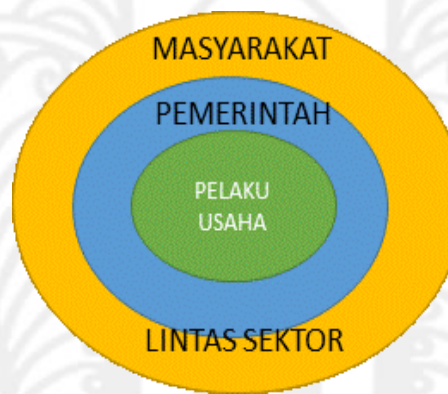 MASYARAKAT
PEMERINTAH
PELAKU
USAHA
LINTAS SEKTOR